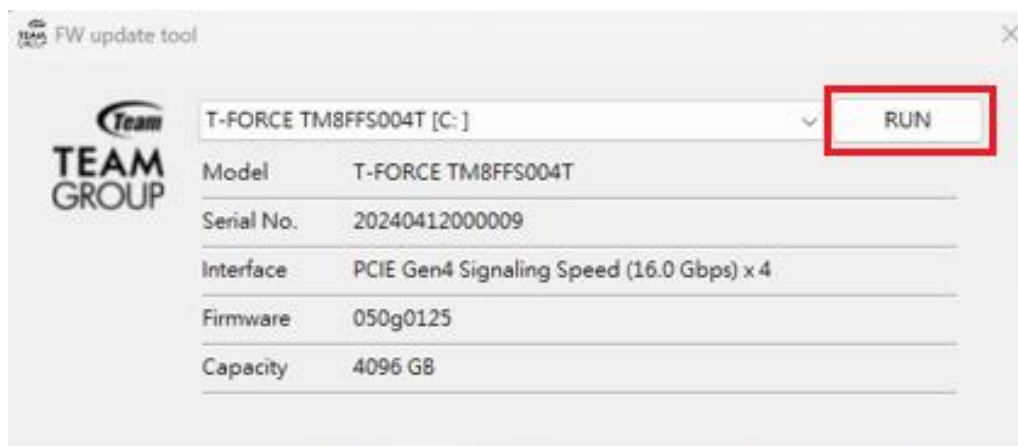 FW update tool
Team
TEAM
GROUP
T-FORCE TM8FFS004T [C: ]
RUN
Model T-FORCE TM8FFS004T
Serial No. 20240412000009
Interface PCIE Gen4 Signaling Speed (16.0 Gbps) x 4
Firmware 050g0125
Capacity 4096 GB